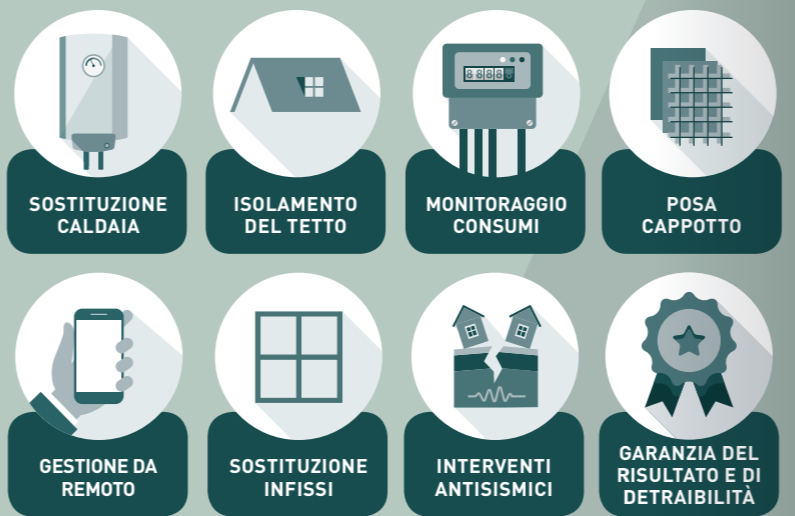 SOSTITUZIONE
CALDAIA
ISOLAMENTO
DEL TETTO
MONITORAGGIO
CONSUMI
POSA
CAPPOTTO
GESTIONE DA
REMOTO
SOSTITUZIONE
INFISSI
INTERVENTI
ANTISISMICI
GARANZIA DEL
RISULTATO E DI
DETRAIBILITÀ